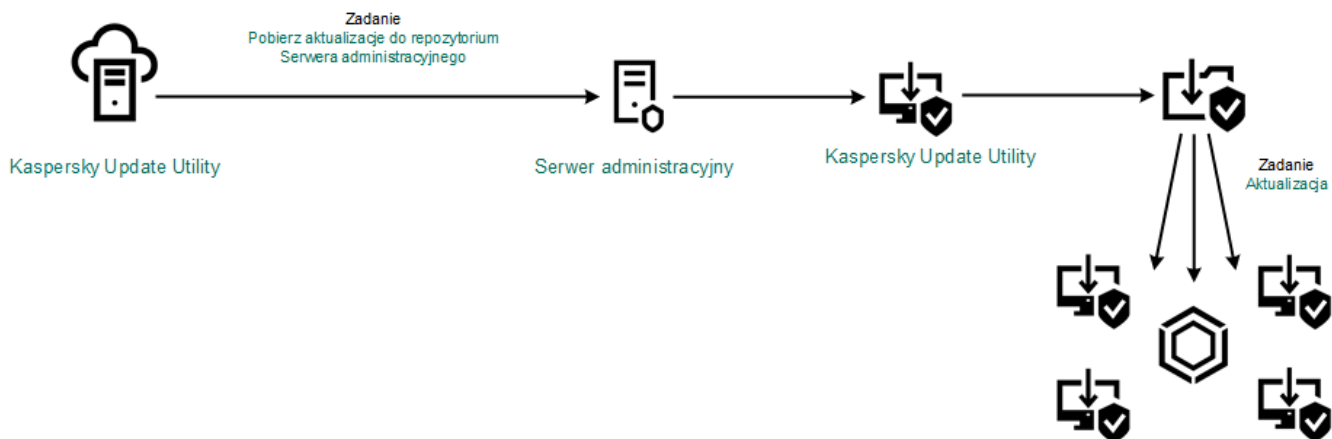 Zadanie
Pobierz aktualizacje do repozytorium
Serwera administracyjnego
Kaspersky Update Utility
Serwer administracyjny
Kaspersky Update Utility
Zadanie
Aktualizacja